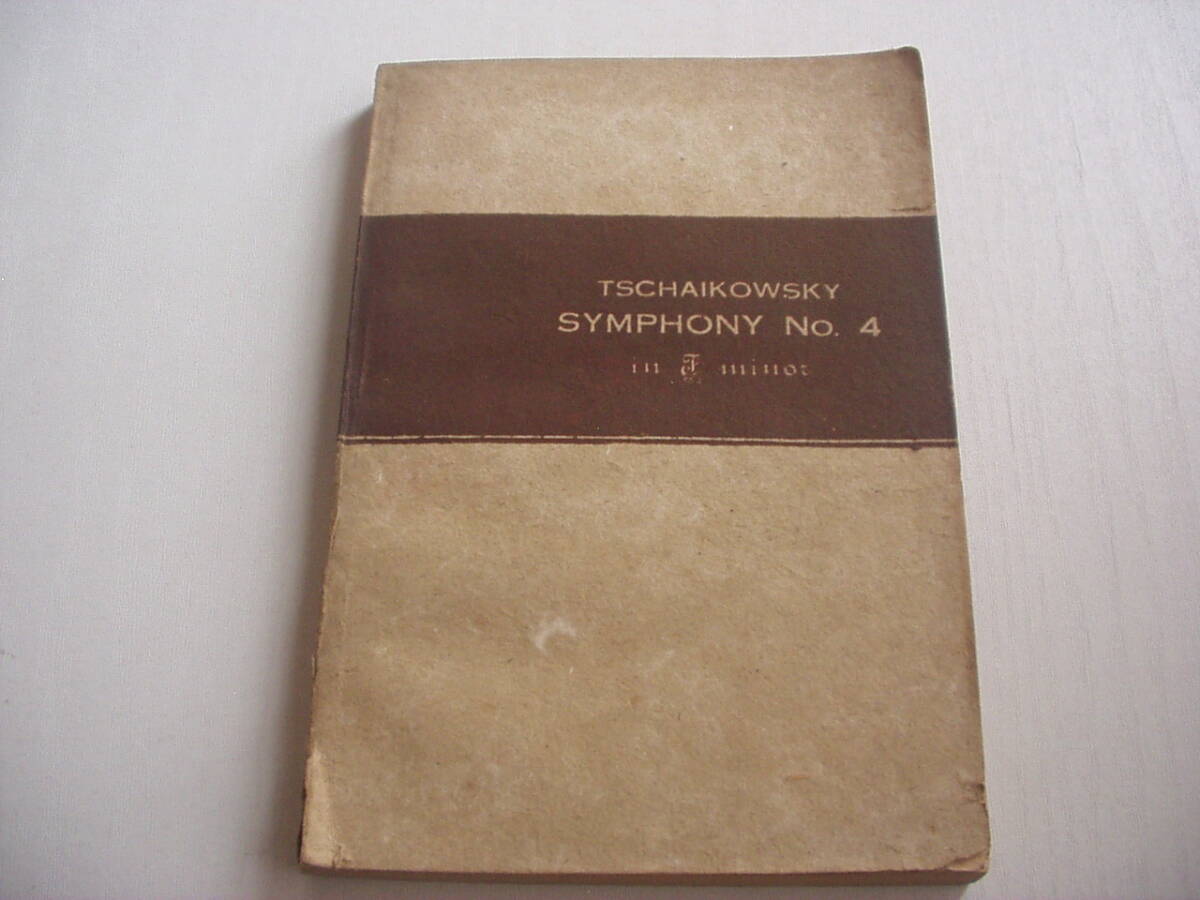 TSCHAIKOWSKY
SYMPHONY No. 4
in F minor